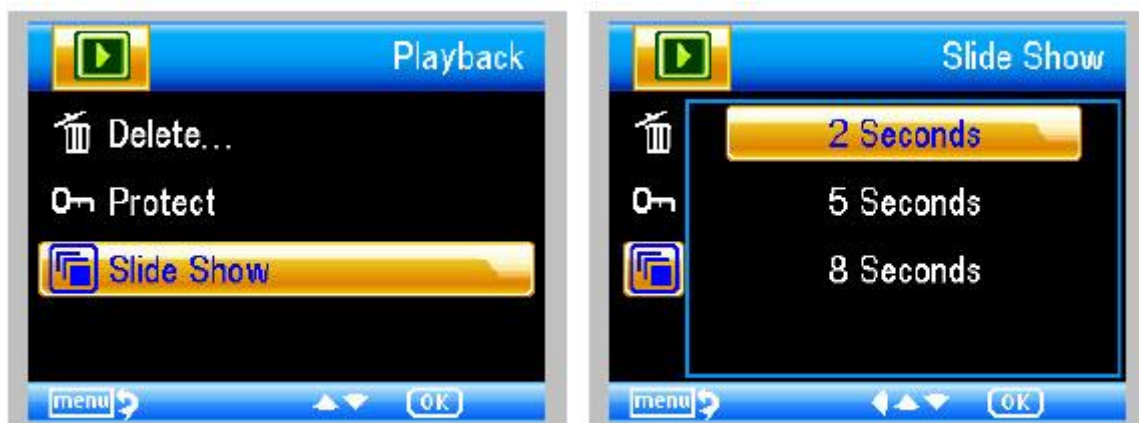 Playback
Delete...
Protect
Slide Show
menu
OK
Slide Show
2 Seconds
5 Seconds
8 Seconds
menu
OK